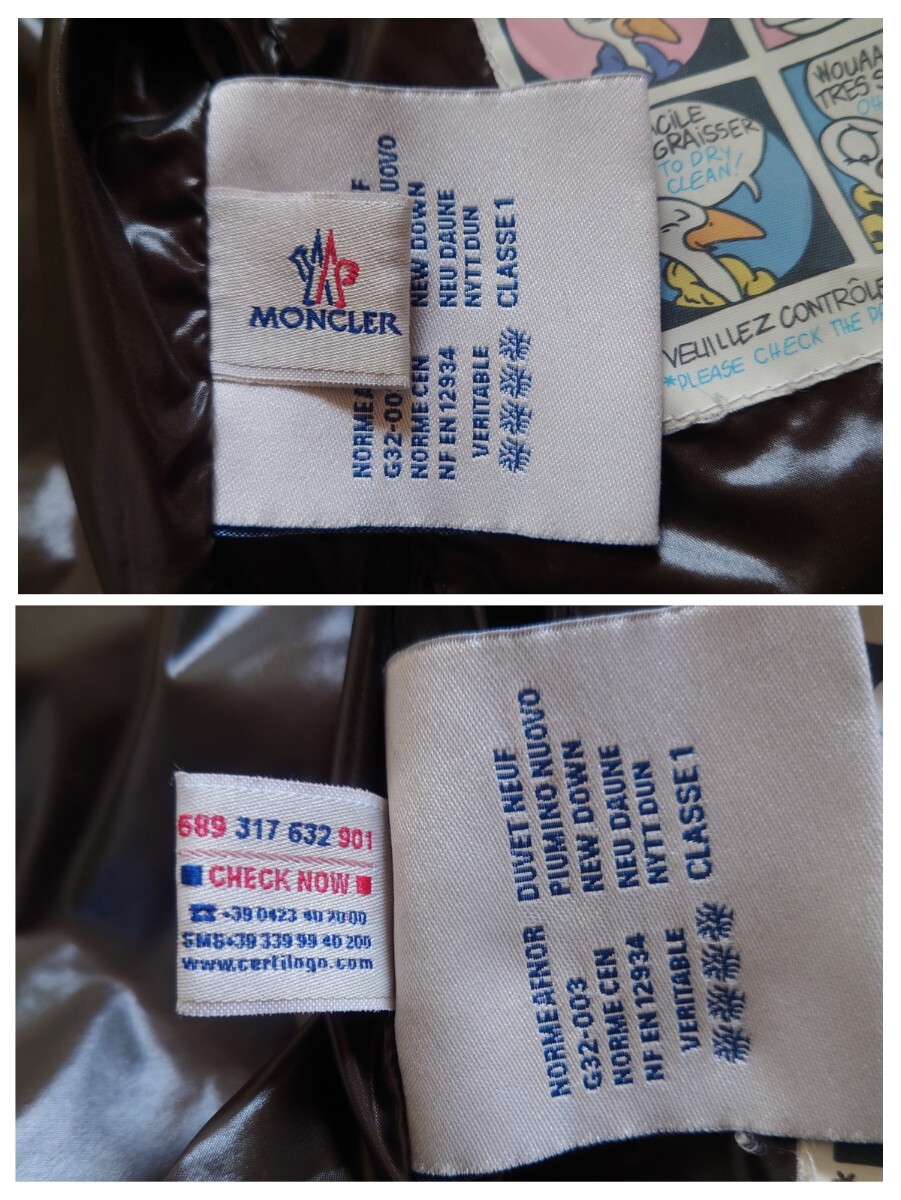 MONCLER
UOVO
NEW DOWN
NEU DAUNE
NYTT DUN
CLASSE 1
G32-00
NORME CEN
NF EN 12934
VERITABLE
CILE
GRAISSER
TO DRY
CLEAN!
WOUAA
TRES S
VEUILLEZ CONTRÔLE
*PLEASE CHECK THE
689 317 632 901
CHECK NOW
☎ +39 0423 40 20 00
SMS+39 339 99 40 200
www.certilogo.com
DUVET NEUF
PIUMINO NUOVO
NEW DOWN
NEU DAUNE
NYTT DUN
CLASSE 1
NORME AFNOR
G32-003
NORME CEN
NF EN 12934
VERITABLE